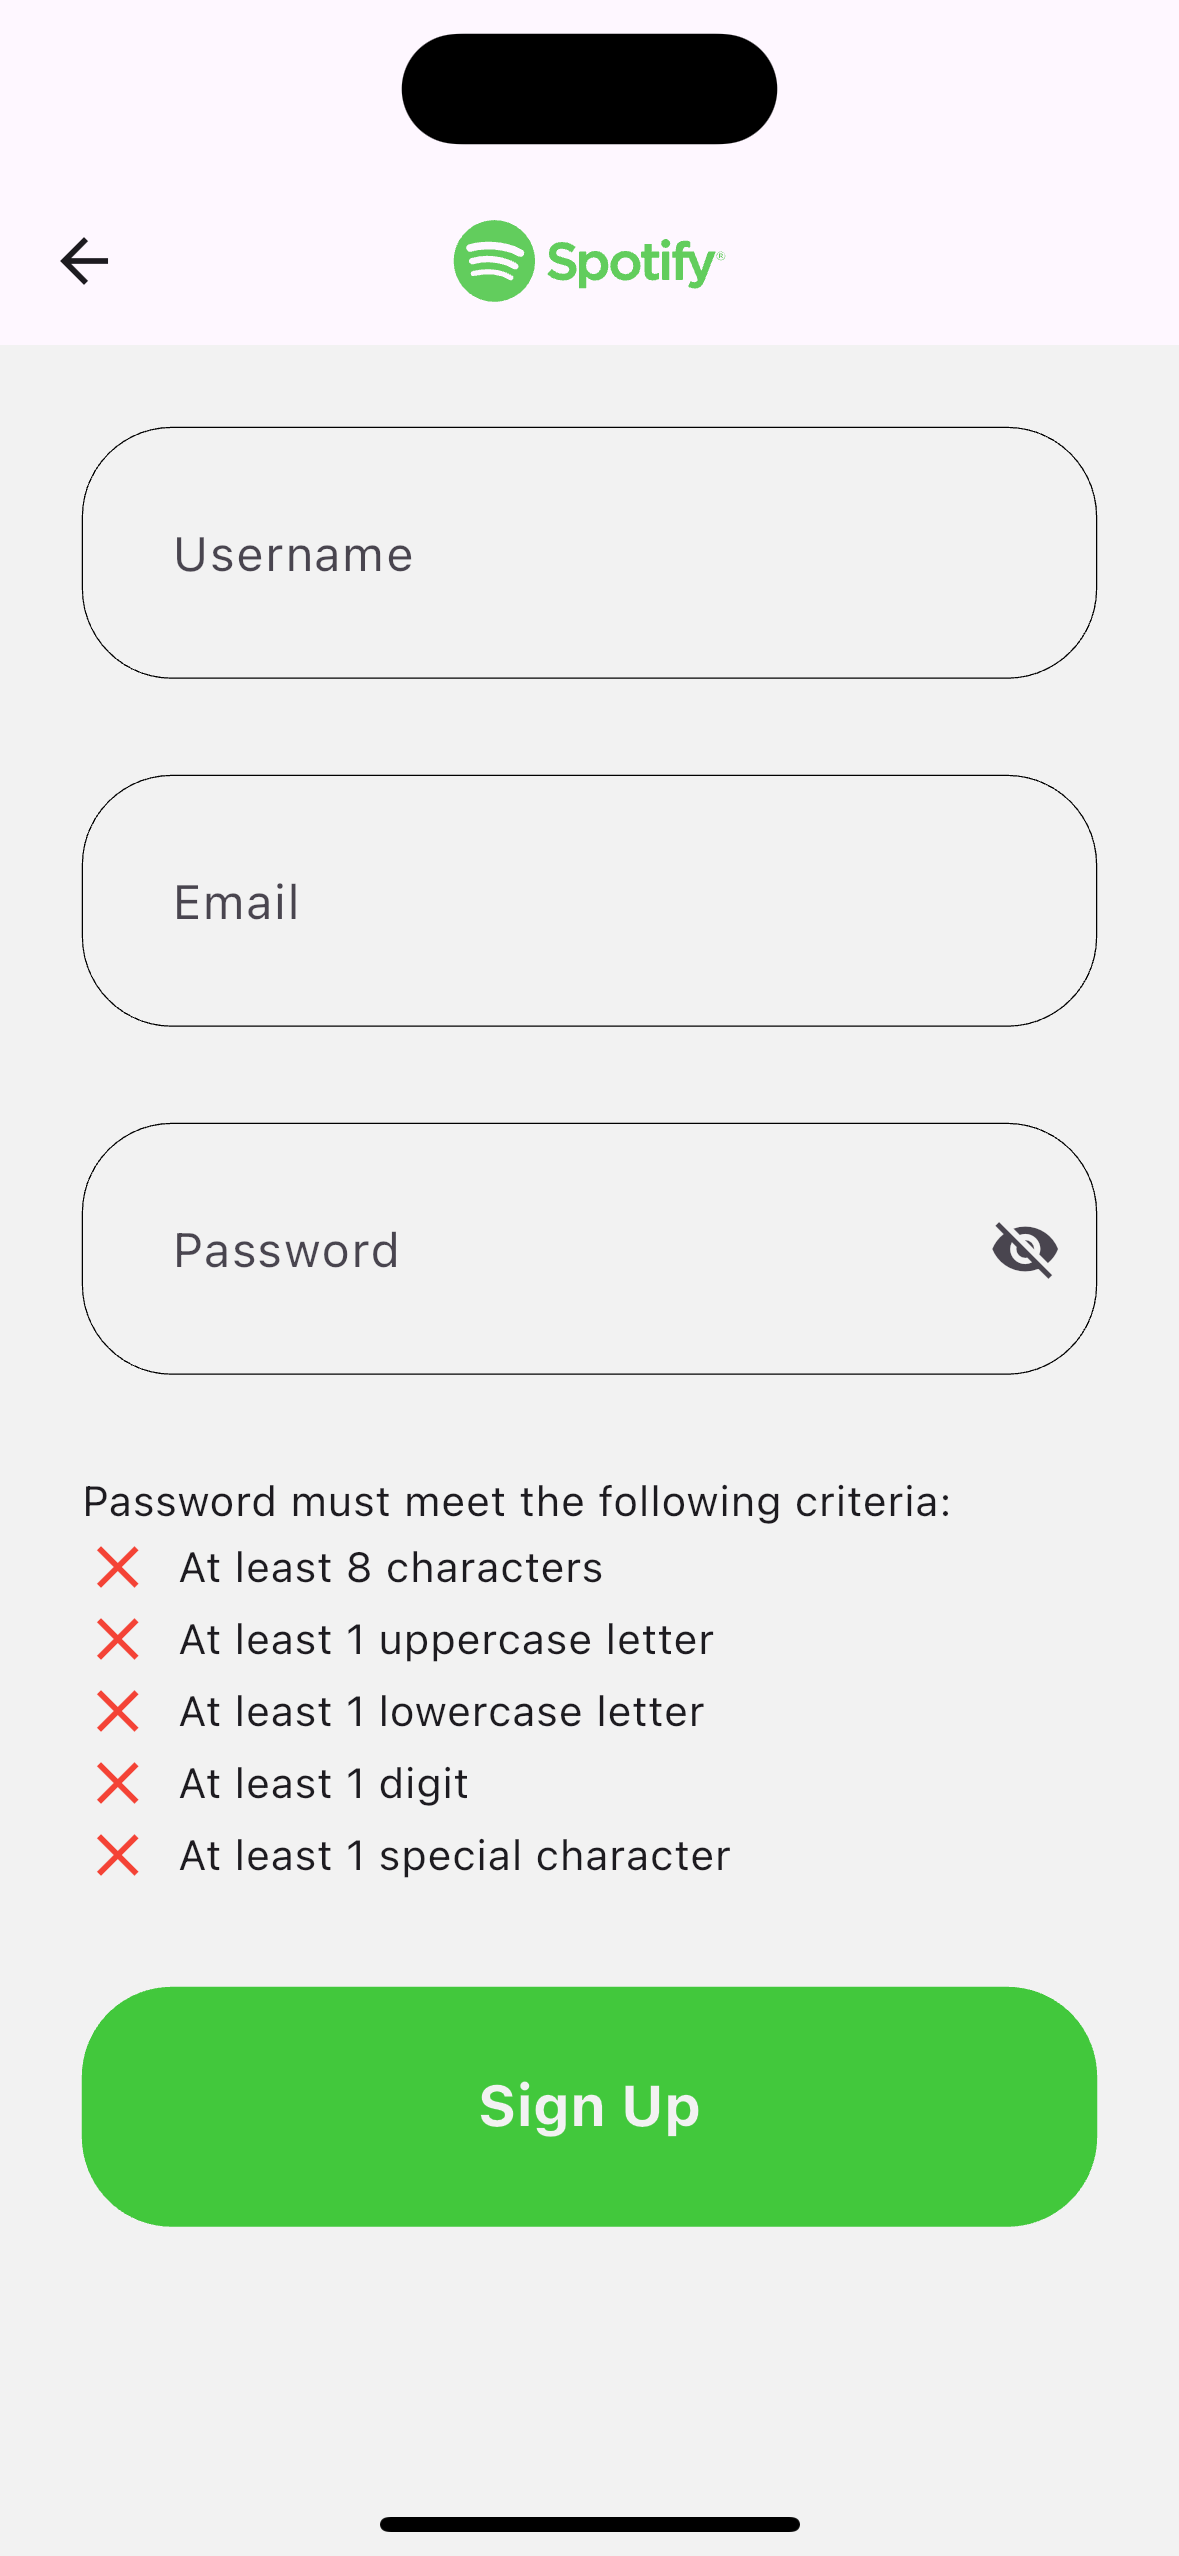 Spotify®
Username
Email
Password
Password must meet the following criteria:
At least 8 characters
At least 1 uppercase letter
At least 1 lowercase letter
At least 1 digit
At least 1 special character
Sign Up